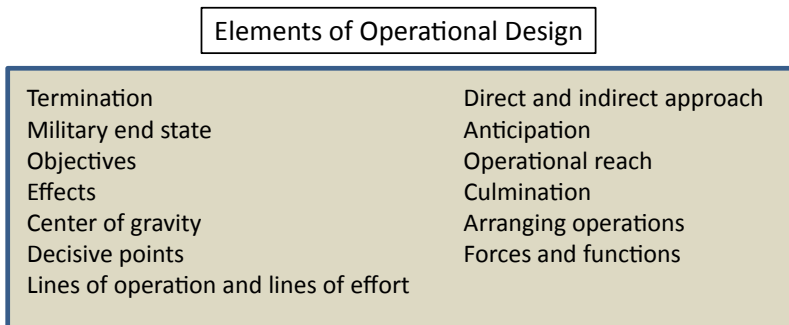 Elements of Operational Design
Termination
Military end state
Objectives
Effects
Center of gravity
Decisive points
Lines of operation and lines of effort
Direct and indirect approach
Anticipation
Operational reach
Culmination
Arranging operations
Forces and functions